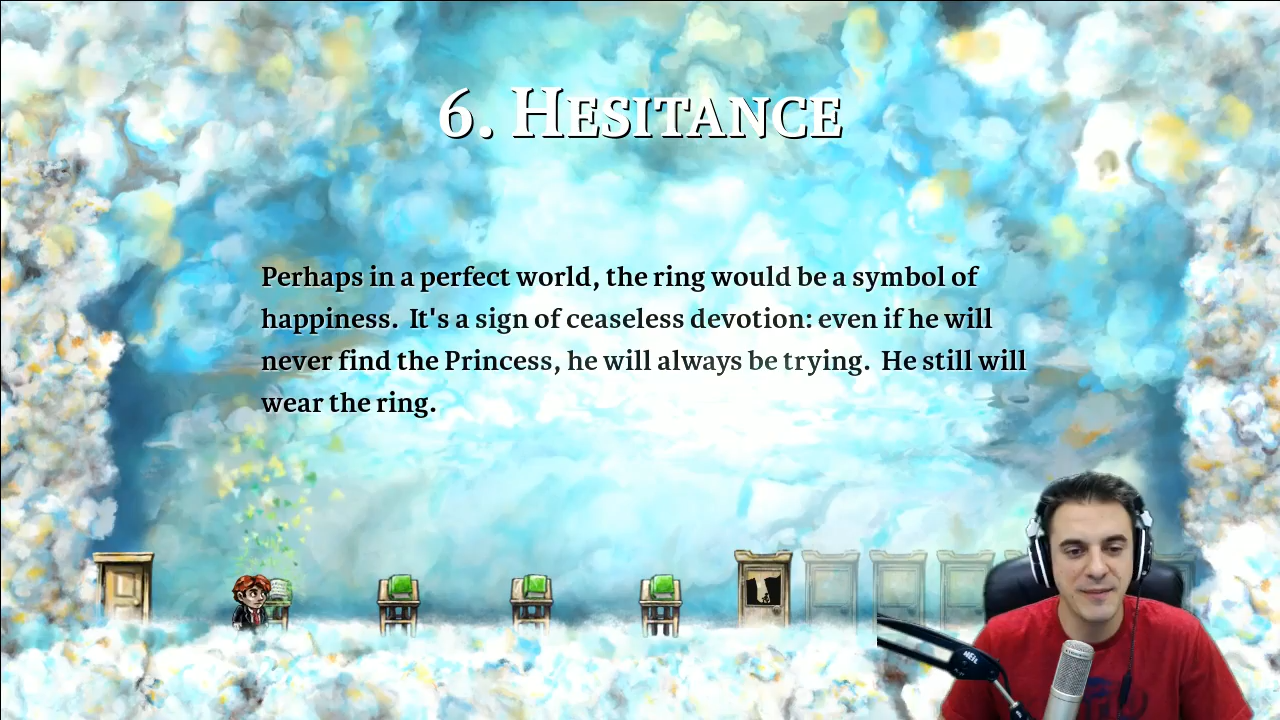 6. HESITANCE
Perhaps in a perfect world, the ring would be a symbol of
happiness. It's a sign of ceaseless devotion: even if he will
never find the Princess, he will always be trying. He still will
wear the ring.
HEIL